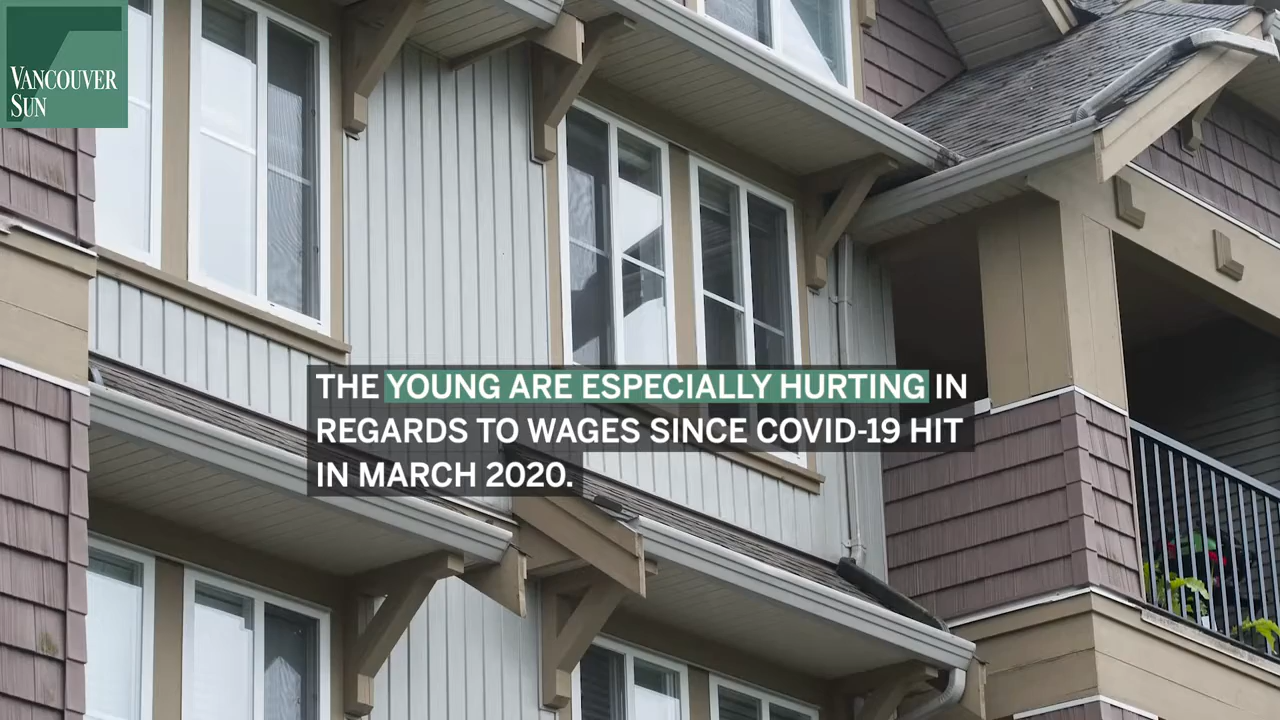 VANCOUVER
SUN
THE YOUNG ARE ESPECIALLY HURTING IN
REGARDS TO WAGES SINCE COVID-19 HIT
IN MARCH 2020.